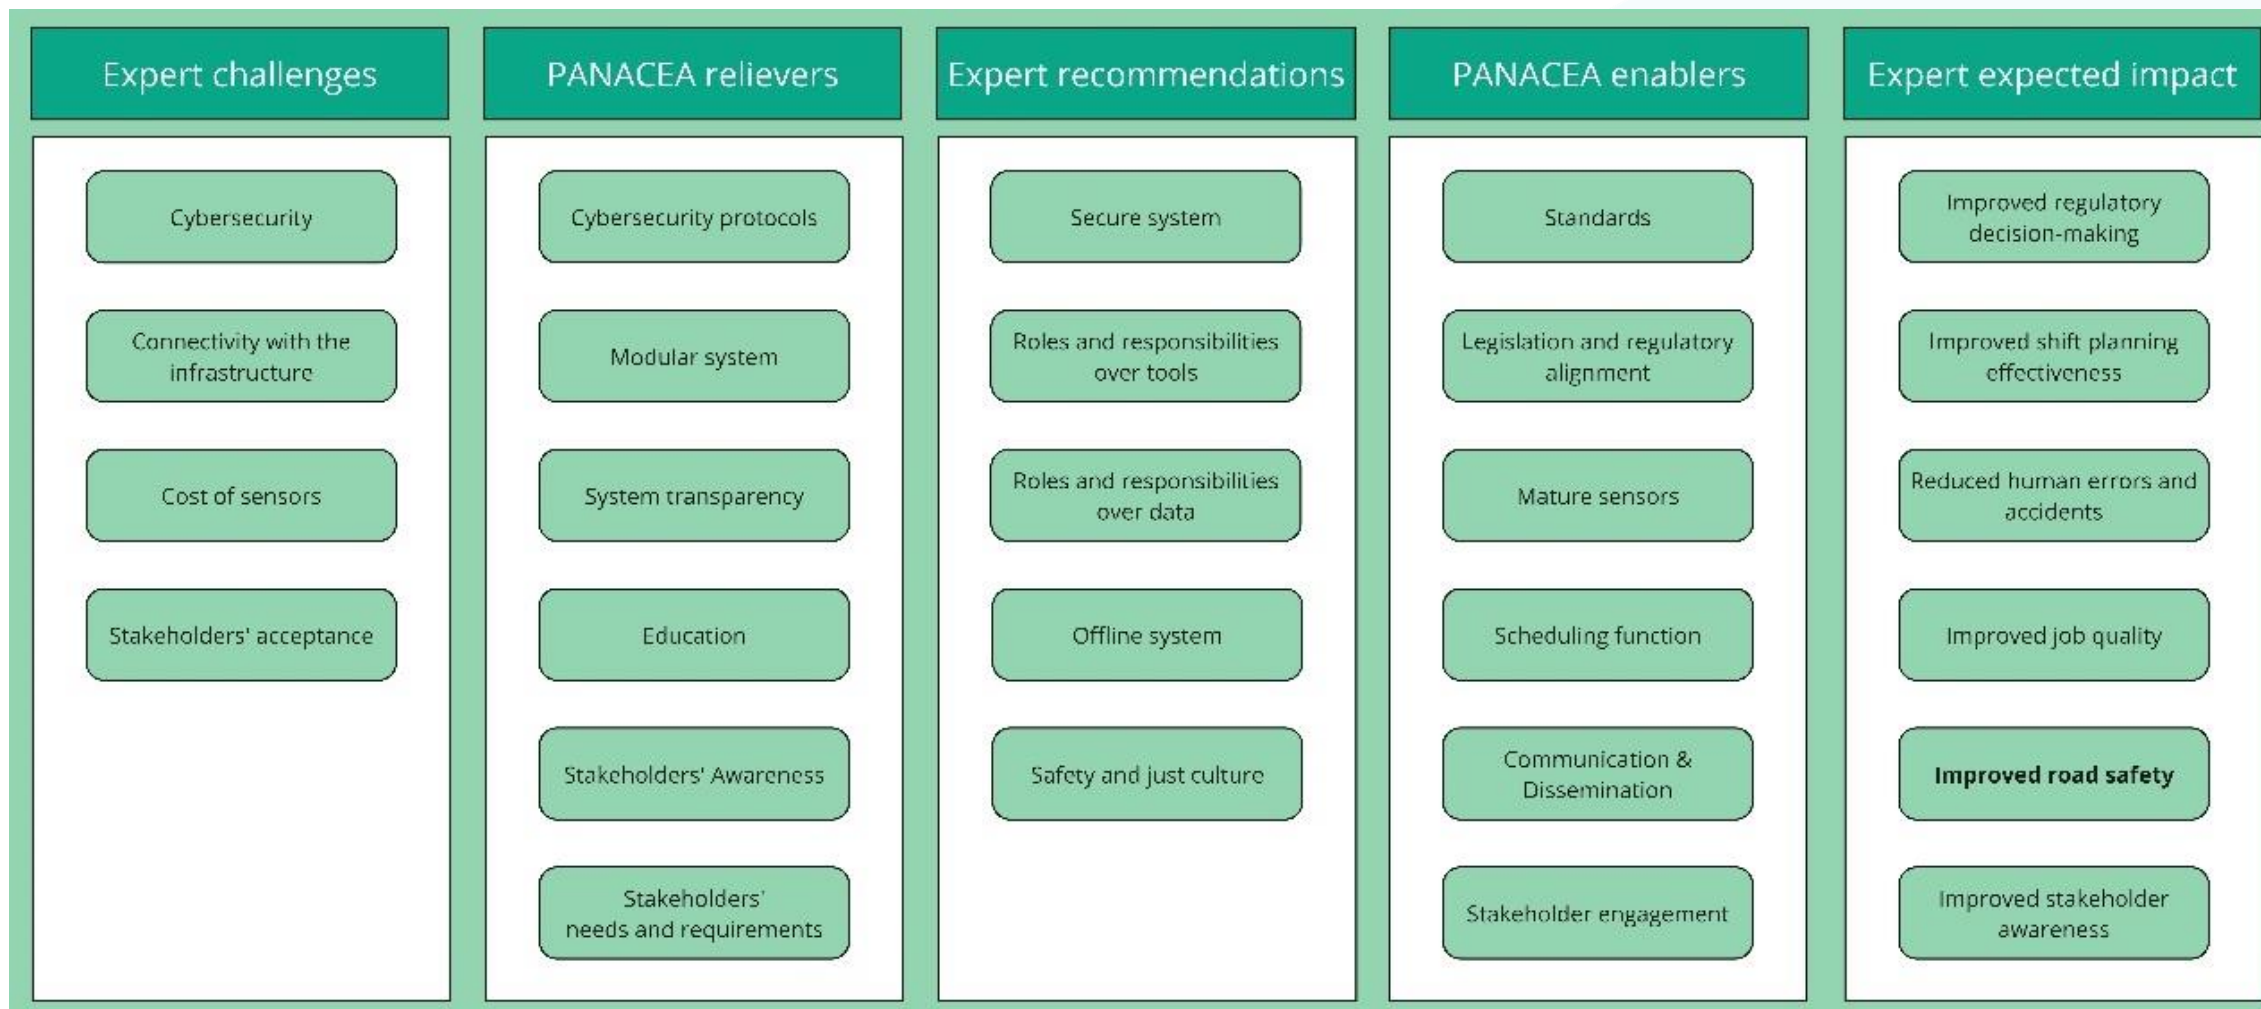 Expert challenges
Cybersecurity
Connectivity with the
infrastructure
Cost of sensors
Stakeholders' acceptance
PANACEA relievers
Cybersecurity protocols
Modular system
System transparency
Education
Stakeholders' Awareness
Stakeholders'
needs and requirements
Expert recommendations
Secure system
Roles and responsibilities
over tools
Roles and responsibilities
over data
Offline system
Safety and just culture
PANACEA enablers
Standards
Legislation and regulatory
alignment
Mature sensors
Scheduling function
Communication &
Dissemination
Stakeholder engagement
Expert expected impact
Improved regulatory
decision-making
Improved shift planning
effectiveness
Reduced human errors and
accidents
Improved job quality
Improved road safety
Improved stakeholder
awareness